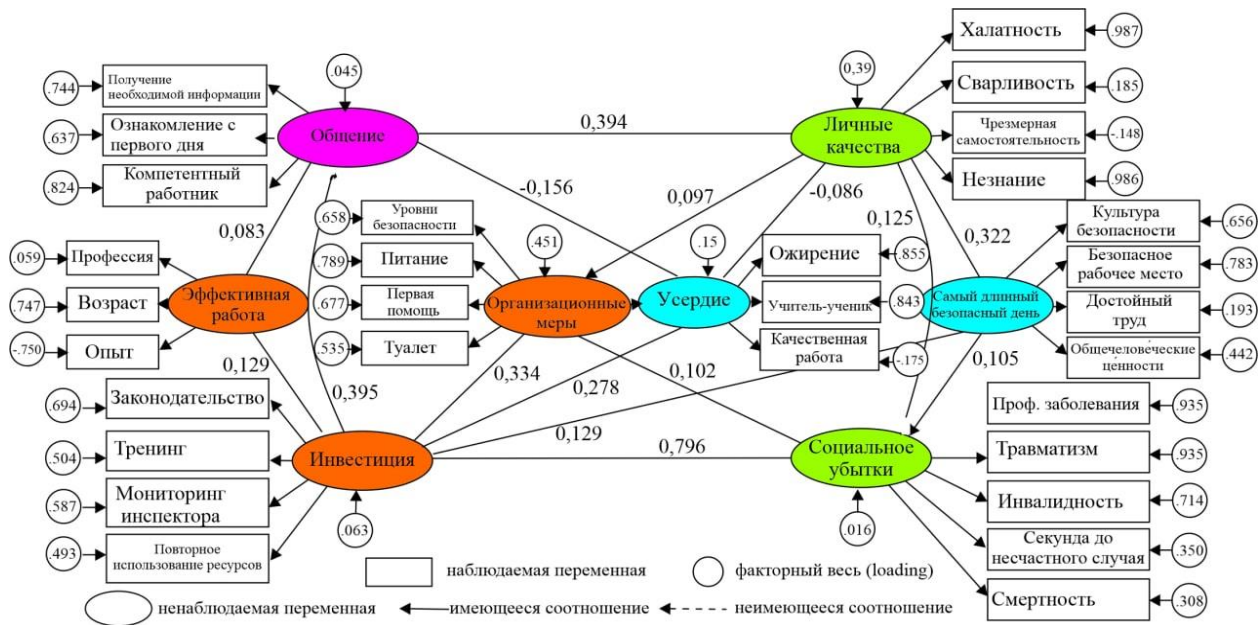 .744
Получение
необходимой информации
.637
Ознакомление с
первого дня
.824
Компетентный
работник
.045
Общение
0,394
0,39
Личные
качества
Халатность
.987
Сварливость
.185
Чрезмерная
самостоятельность
-.148
Незнание
.986
-0,156
0,097
-0,086
0,125
0,322
0,083
.059
Профессия
.747
Возраст
-.750
Опыт
Эффективная
работа
0,129
.658
Уровни
безопасности
.789
Питание
.677
Первая
помощь
.535
Туалет
.451
Организационные
меры
.15
Усердие
Ожирение
.855
Учитель-ученик
.843
Качественная
работа
-.175
Самый длинный
безопасный день
Культура
безопасности
.656
Безопасное
рабочее место
.783
Достойный
труд
.193
Общечеловеческие
ценности
.442
0,105
0,395
0,334
0,278
0,102
0,129
0,796
.694
Законодательство
.504
Тренинг
.587
Мониторинг
инспектора
.493
Повторное
использование ресурсов
Инвестиция
.063
Социальное
убытки
.016
Проф. заболевания
.935
Травматизм
.935
Инвалидность
.714
Секунда до
несчастного случая
.350
Смертность
.308
наблюдаемая переменная
факторный вес (loading)
ненаблюдаемая переменная
имеющееся соотношение
неимеющееся соотношение